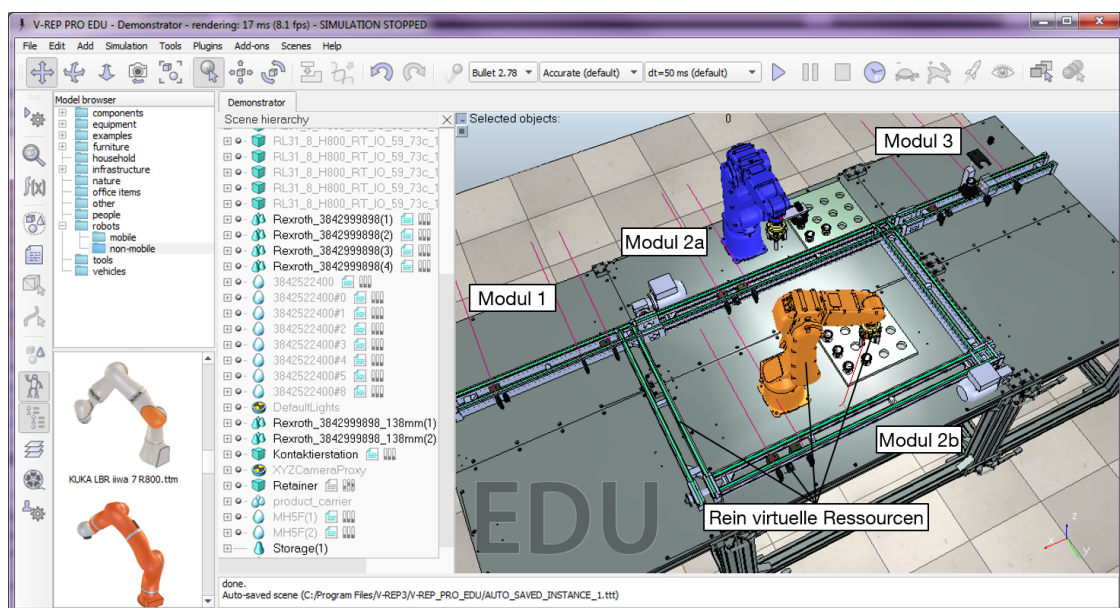 V-REP PRO EDU - Demonstrator - rendering: 17 ms (8.1 fps) - SIMULATION STOPPED
File Edit Add Simulation Tools Plugins Add-ons Scenes Help
Bullet 2.78 Accurate (default) dt=50 ms (default)
Model browser
components
equipment
examples
furniture
household
infrastructure
nature
office items
other
people
robots
mobile
non-mobile
tools
vehicles
KUKA LBR iiwa 7 R800.ttm
Demonstrator
Scene hierarchy
RL31_8_H800_RT_IO_59_73c_1
RL31_8_H800_RT_IO_59_73c_1
RL31_8_H800_RT_IO_59_73c_1
RL31_8_H800_RT_IO_59_73c_1
Rexroth_3842999898(1)
Rexroth_3842999898(2)
Rexroth_3842999898(3)
Rexroth_3842999898(4)
3842522400
3842522400#0
3842522400#1
3842522400#2
3842522400#3
3842522400#4
3842522400#5
3842522400#8
DefaultLights
Rexroth_3842999898_138mm(1)
Rexroth_3842999898_138mm(2)
Kontaktierstation
XYZCameraProxy
Retainer
product_carrier
MH5F(1)
MH5F(2)
Storage(1)
Selected objects: 0
Modul 3
Modul 2a
Modul 1
Modul 2b
Rein virtuelle Ressourcen
EDU
z
x
y
done.
Auto-saved scene (C:/Program Files/V-REP3/V-REP_PRO_EDU/AUTO_SAVED_INSTANCE_1.ttt)